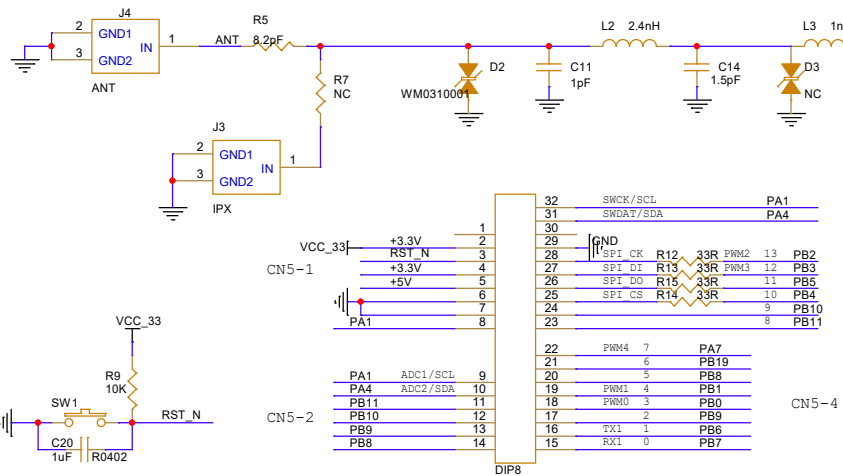 J4
2 GND1 IN 1 ANT
3 GND2
ANT
R5
8.2pF
L2 2.4nH
L3 1n
R7
NC
D2
WM0310001
C11
1pF
C14
1.5pF
D3
NC
J3
2 GND1 IN 1
3 GND2
IPX
32 SWCK/SCL PA1
31 SWDAT/SDA PA4
1 30
VCC_33 +3.3V 2 29 GND
RST_N 3 28 SPI_CK R12 33R PWM2 13 PB2
CN5-1 +3.3V 4 27 SPI_DI R13 33R PWM3 12 PB3
+5V 5 26 SPI_DO R15 33R 11 PB5
6 25 SPI_CS R14 33R 10 PB4
7 24 9 PB10
PA1 8 23 8 PB11
22 PWM4 7 PA7
21 6 PB19
PA1 ADC1/SCL 9 20 5 PB8
PA4 ADC2/SDA 10 19 PWM1 4 PB1
CN5-2 PB11 11 18 PWM0 3 PB0 CN5-4
PB10 12 17 2 PB9
PB9 13 16 TX1 1 PB6
PB8 14 15 RX1 0 PB7
DIP8
VCC_33
R9
10K
SW1
RST_N
C20
1uF R0402